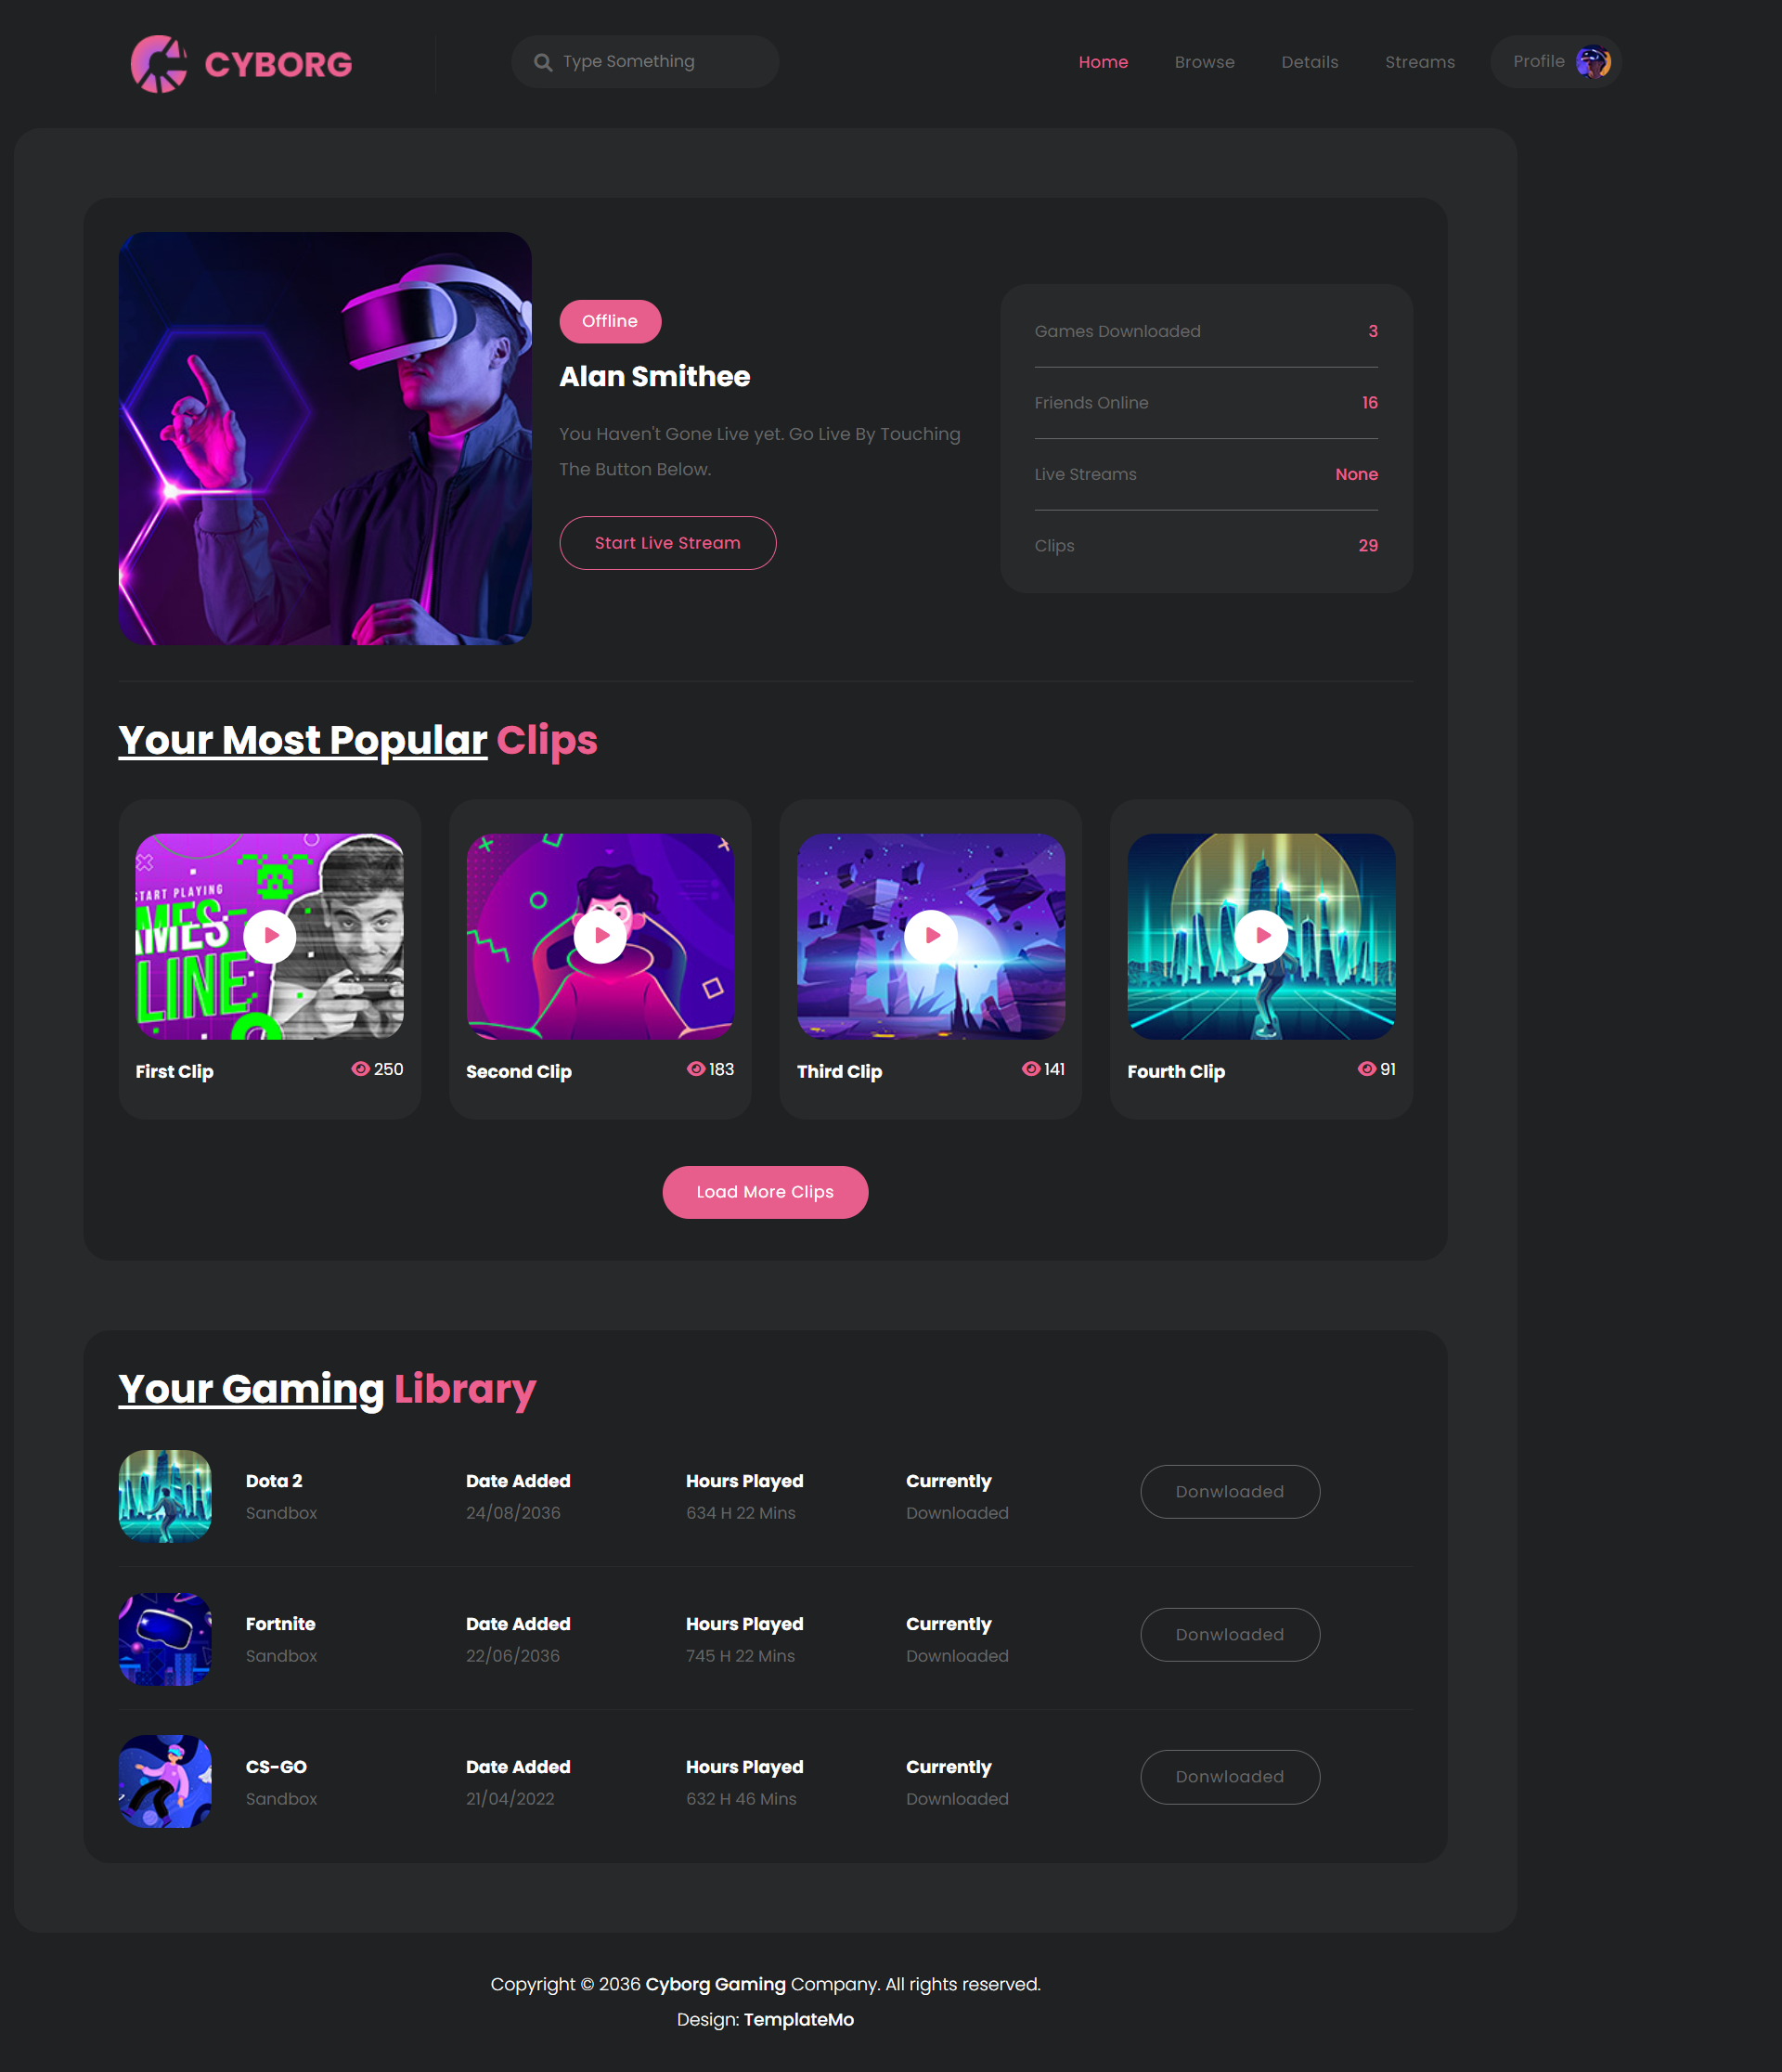 CYBORG
Type Something
Home
Browse
Details
Streams
Profile
Offline
Alan Smithee
You Haven't Gone Live yet. Go Live By Touching
The Button Below.
Start Live Stream
Games Downloaded 3
Friends Online 16
Live Streams None
Clips 29
Your Most Popular Clips
START PLAYING
AMES
LINE
First Clip 250
Second Clip 183
Third Clip 141
Fourth Clip 91
Load More Clips
Your Gaming Library
Dota 2 Date Added Hours Played Currently
Sandbox 24/08/2036 634 H 22 Mins Downloaded
Donwloaded
Fortnite Date Added Hours Played Currently
Sandbox 22/06/2036 745 H 22 Mins Downloaded
Donwloaded
CS-GO Date Added Hours Played Currently
Sandbox 21/04/2022 632 H 46 Mins Downloaded
Donwloaded
Copyright © 2036 Cyborg Gaming Company. All rights reserved.
Design: TemplateMo